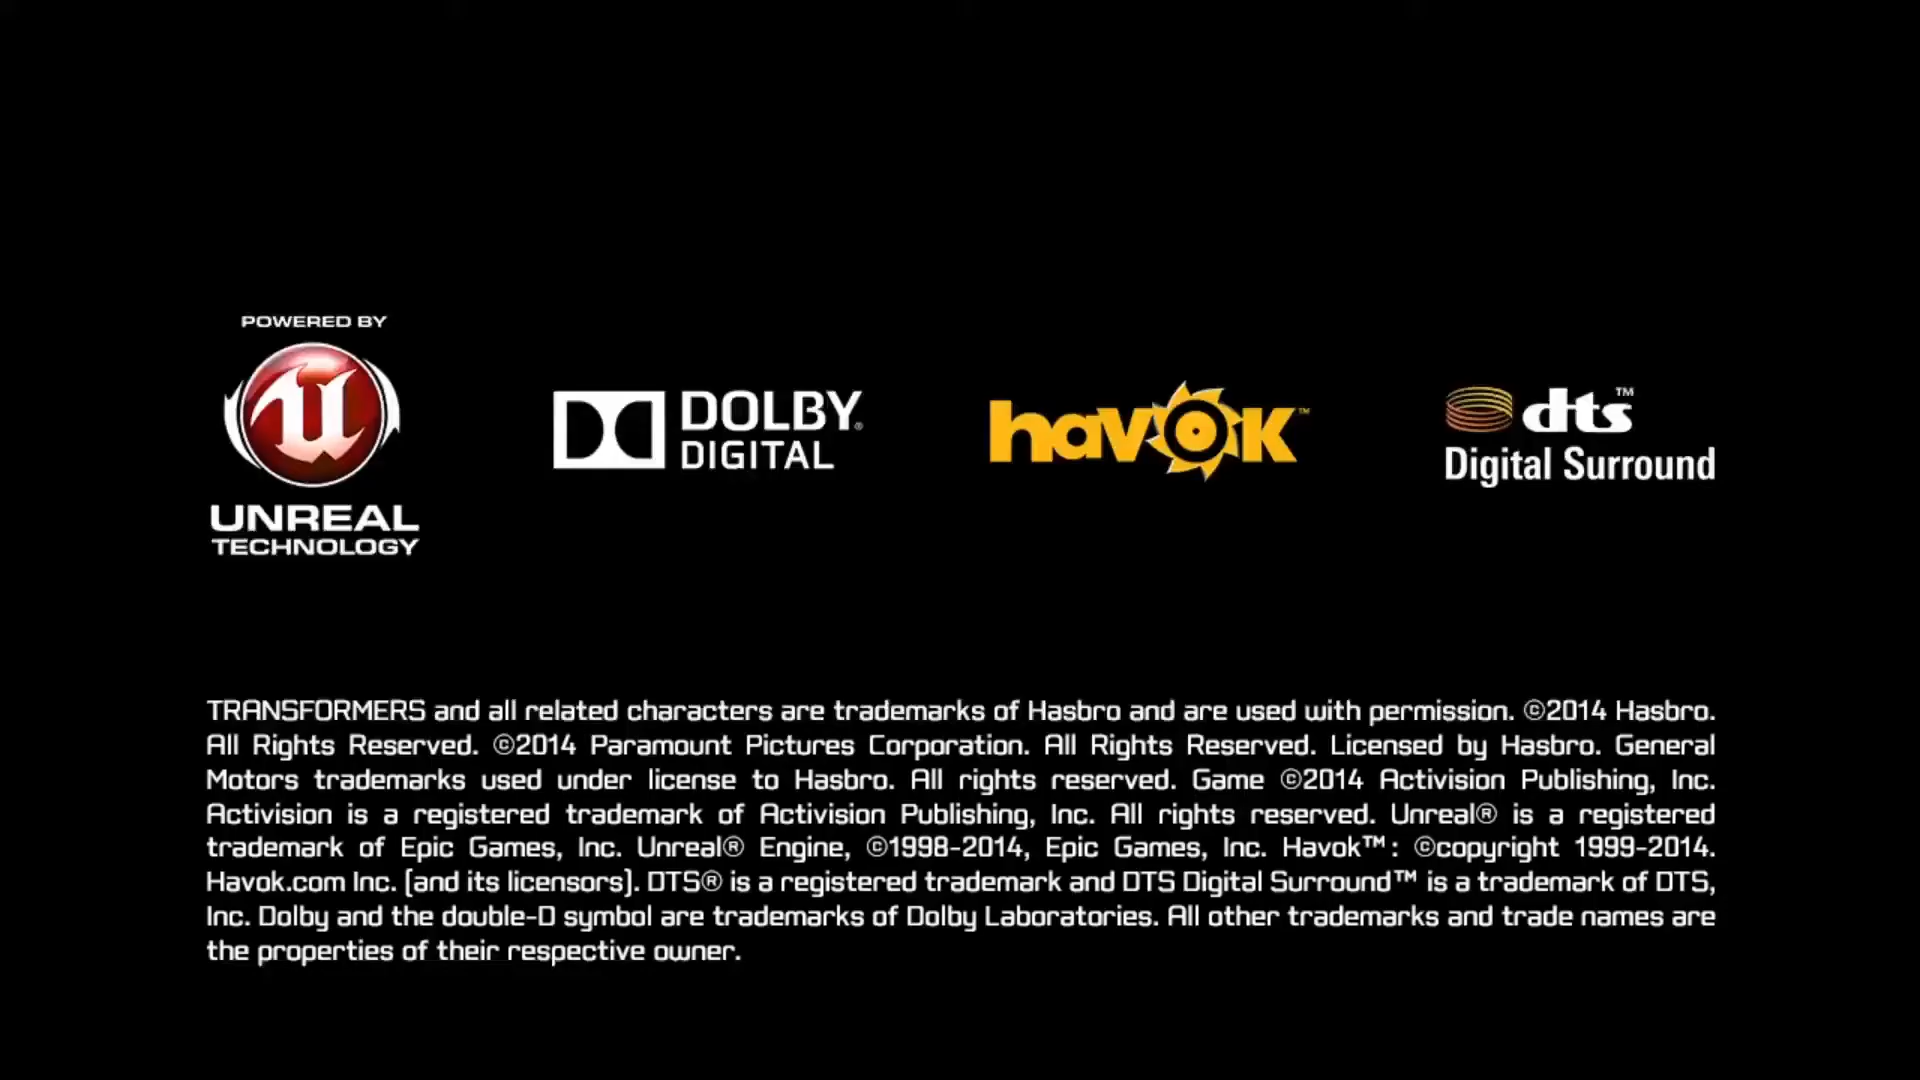 POWERED BY
UNREAL
TECHNOLOGY
DOLBY®
DIGITAL
havok™
dts™
Digital Surround
TRANSFORMERS and all related characters are trademarks of Hasbro and are used with permission. ©2014 Hasbro.
All Rights Reserved. ©2014 Paramount Pictures Corporation. All Rights Reserved. Licensed by Hasbro. General
Motors trademarks used under license to Hasbro. All rights reserved. Game ©2014 Activision Publishing, Inc.
Activision is a registered trademark of Activision Publishing, Inc. All rights reserved. Unreal® is a registered
trademark of Epic Games, Inc. Unreal® Engine, ©1998-2014, Epic Games, Inc. Havok™: ©copyright 1999-2014.
Havok.com Inc. (and its licensors). DTS® is a registered trademark and DTS Digital Surround™ is a trademark of DTS,
Inc. Dolby and the double-D symbol are trademarks of Dolby Laboratories. All other trademarks and trade names are
the properties of their respective owner.